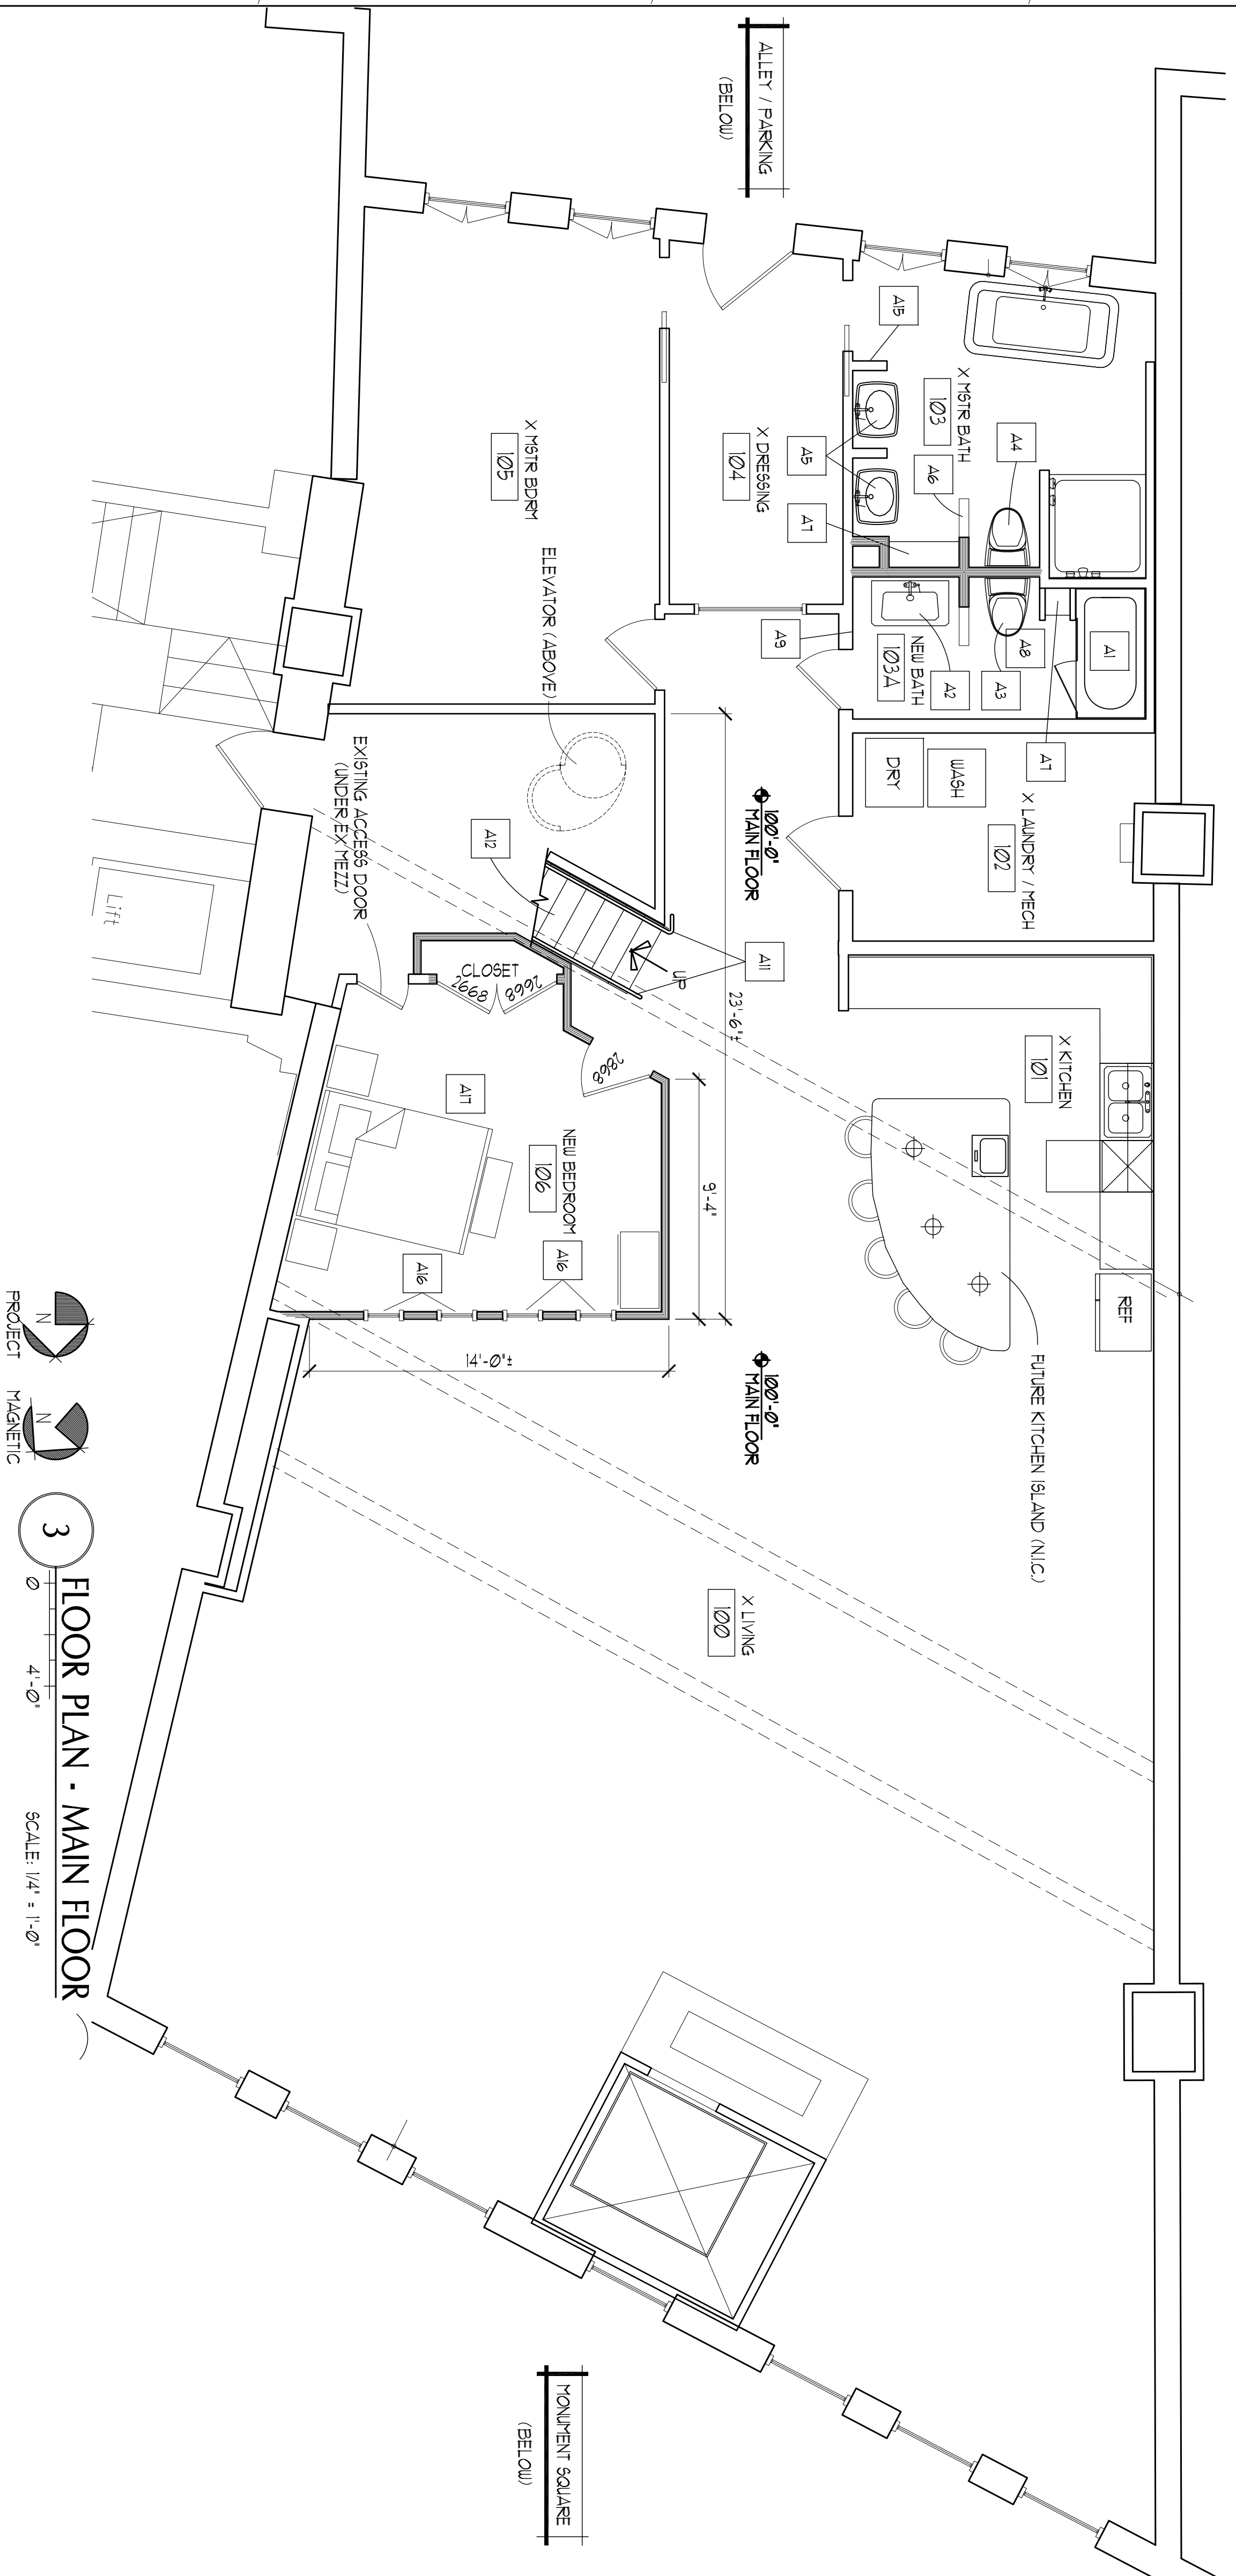 ALLEY / PARKING
(BELOW)
A15
X MSTR BATH
103
A4
A6
A5
X DRESSING
104
A7
X MSTR BDRM
105
A1
A8
A3
A2
NEW BATH
103A
A9
A7
ELEVATOR (ABOVE)
WASH
DRY
X LAUNDRY / MECH
102
100'-0"
MAIN FLOOR
EXISTING ACCESS DOOR
(UNDER EX MEZZ)
A12
Lift
A11
UP
23'-6"±
CLOSET
2668
2668
2868
X KITCHEN
101
A17
NEW BEDROOM
106
9'-4"
A16
A16
REF
FUTURE KITCHEN ISLAND (N.I.C.)
14'-0"±
100'-0"
MAIN FLOOR
X LIVING
100
N
PROJECT
N
MAGNETIC
3
FLOOR PLAN - MAIN FLOOR
0
4'-0"
SCALE: 1/4" = 1'-0"
MONUMENT SQUARE
(BELOW)